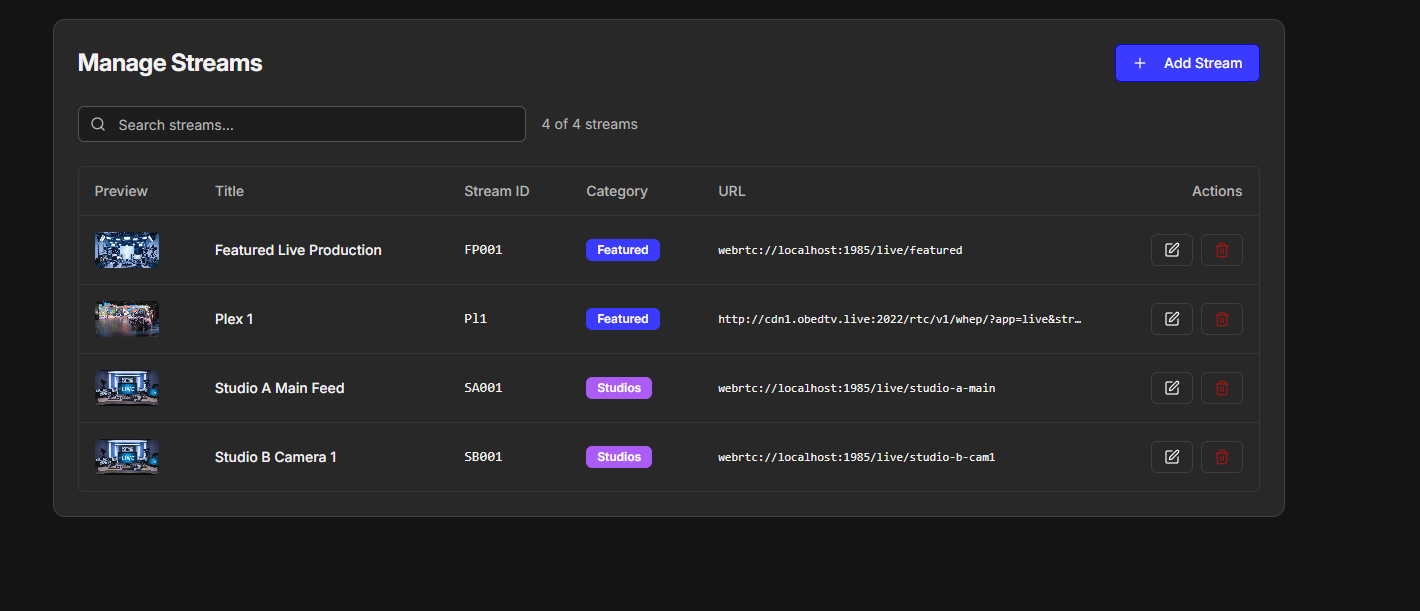 Manage Streams
+ Add Stream
Search streams...
4 of 4 streams
Preview Title Stream ID Category URL Actions
Featured Live Production FP001 Featured webrtc://localhost:1985/live/featured
Plex 1 Pl1 Featured http://cdn1.obedtv.live:2022/rtc/v1/whep/?app=live&str…
Studio A Main Feed SA001 Studios webrtc://localhost:1985/live/studio-a-main
Studio B Camera 1 SB001 Studios webrtc://localhost:1985/live/studio-b-cam1